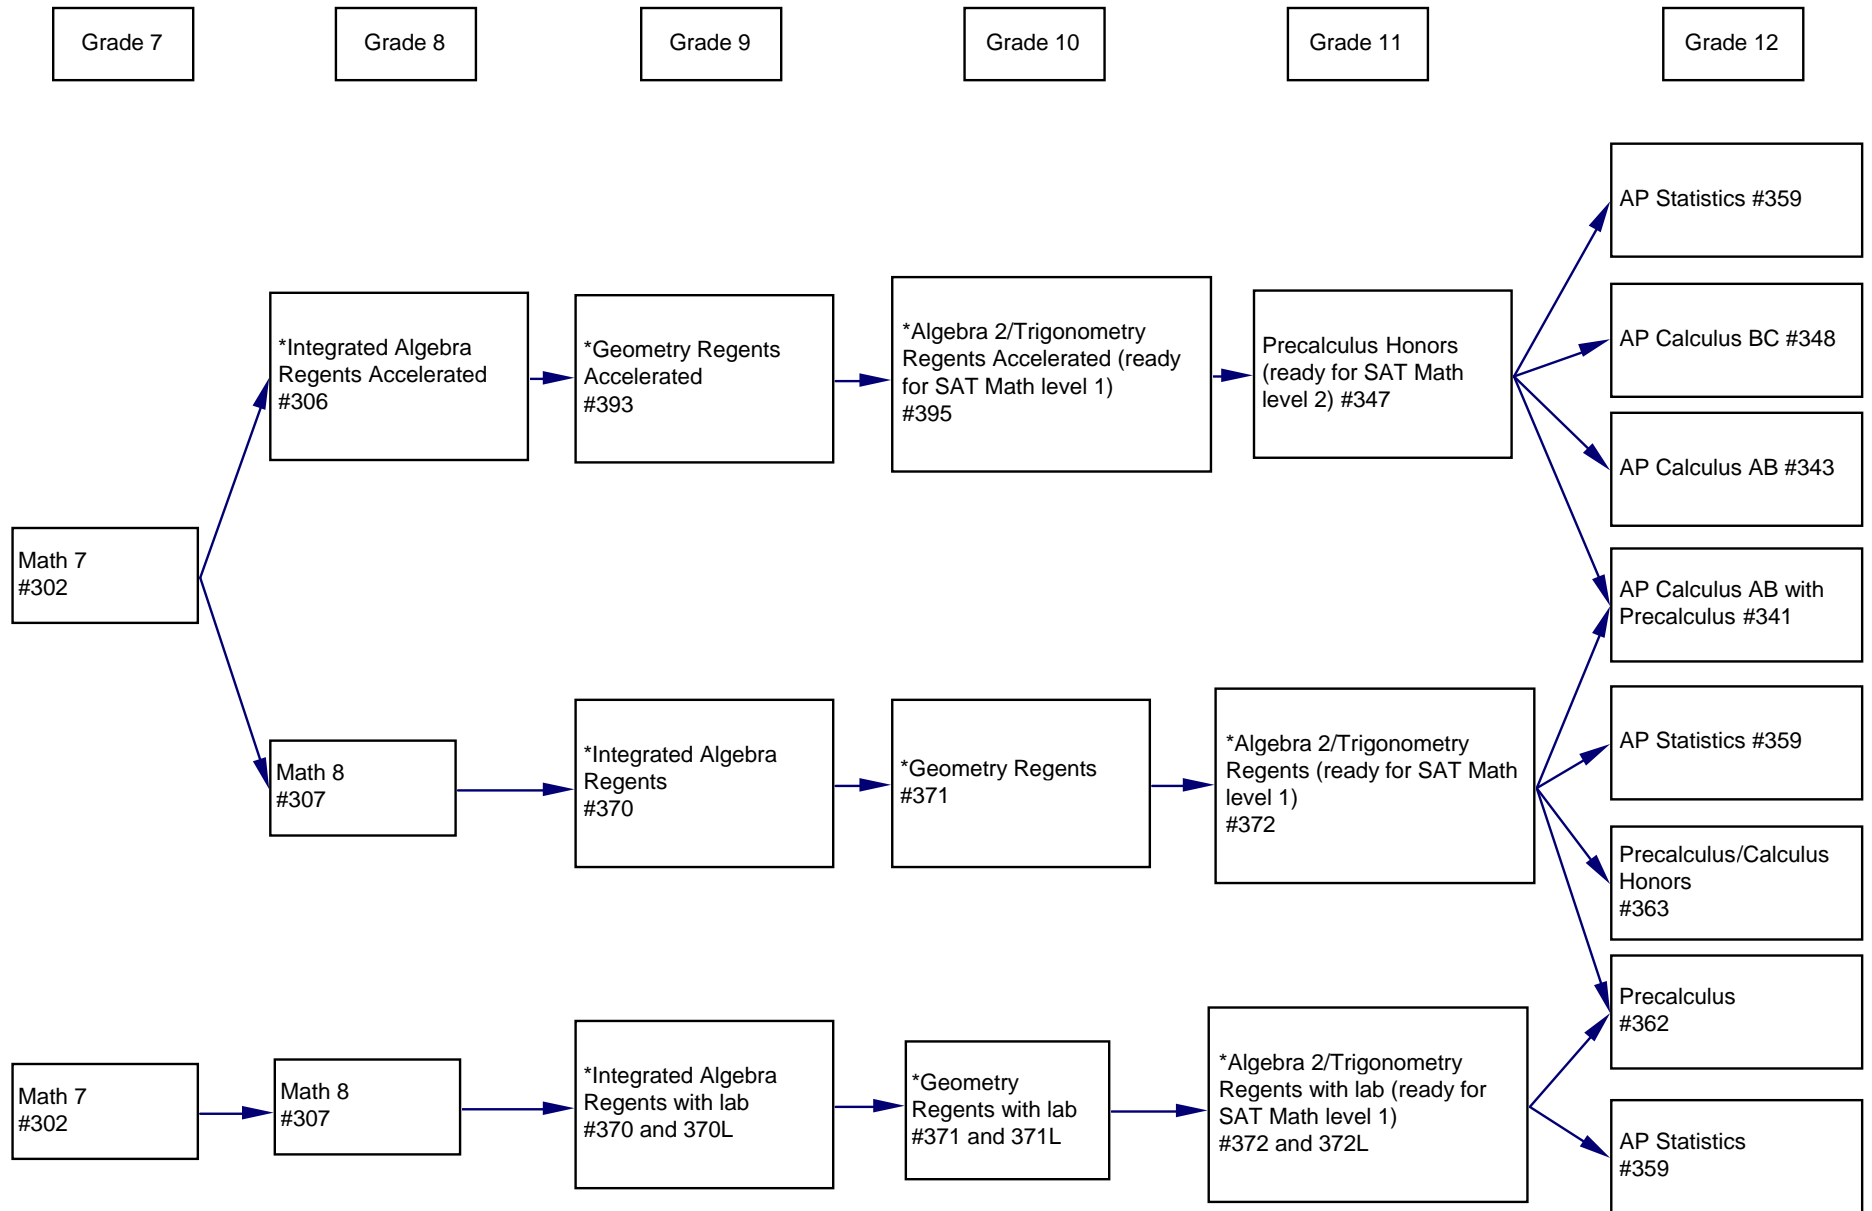 Grade 7
Grade 8
Grade 9
Grade 10
Grade 11
Grade 12
Math 7
#302
*Integrated Algebra
Regents Accelerated
#306
*Geometry Regents
Accelerated
#393
*Algebra 2/Trigonometry
Regents Accelerated (ready
for SAT Math level 1)
#395
Precalculus Honors
(ready for SAT Math
level 2) #347
AP Statistics #359
AP Calculus BC #348
AP Calculus AB #343
AP Calculus AB with
Precalculus #341
Math 8
#307
*Integrated Algebra
Regents
#370
*Geometry Regents
#371
*Algebra 2/Trigonometry
Regents (ready for SAT Math
level 1)
#372
AP Statistics #359
Precalculus/Calculus
Honors
#363
Precalculus
#362
Math 7
#302
Math 8
#307
*Integrated Algebra
Regents with lab
#370 and 370L
*Geometry
Regents with lab
#371 and 371L
*Algebra 2/Trigonometry
Regents with lab (ready for
SAT Math level 1)
#372 and 372L
AP Statistics
#359